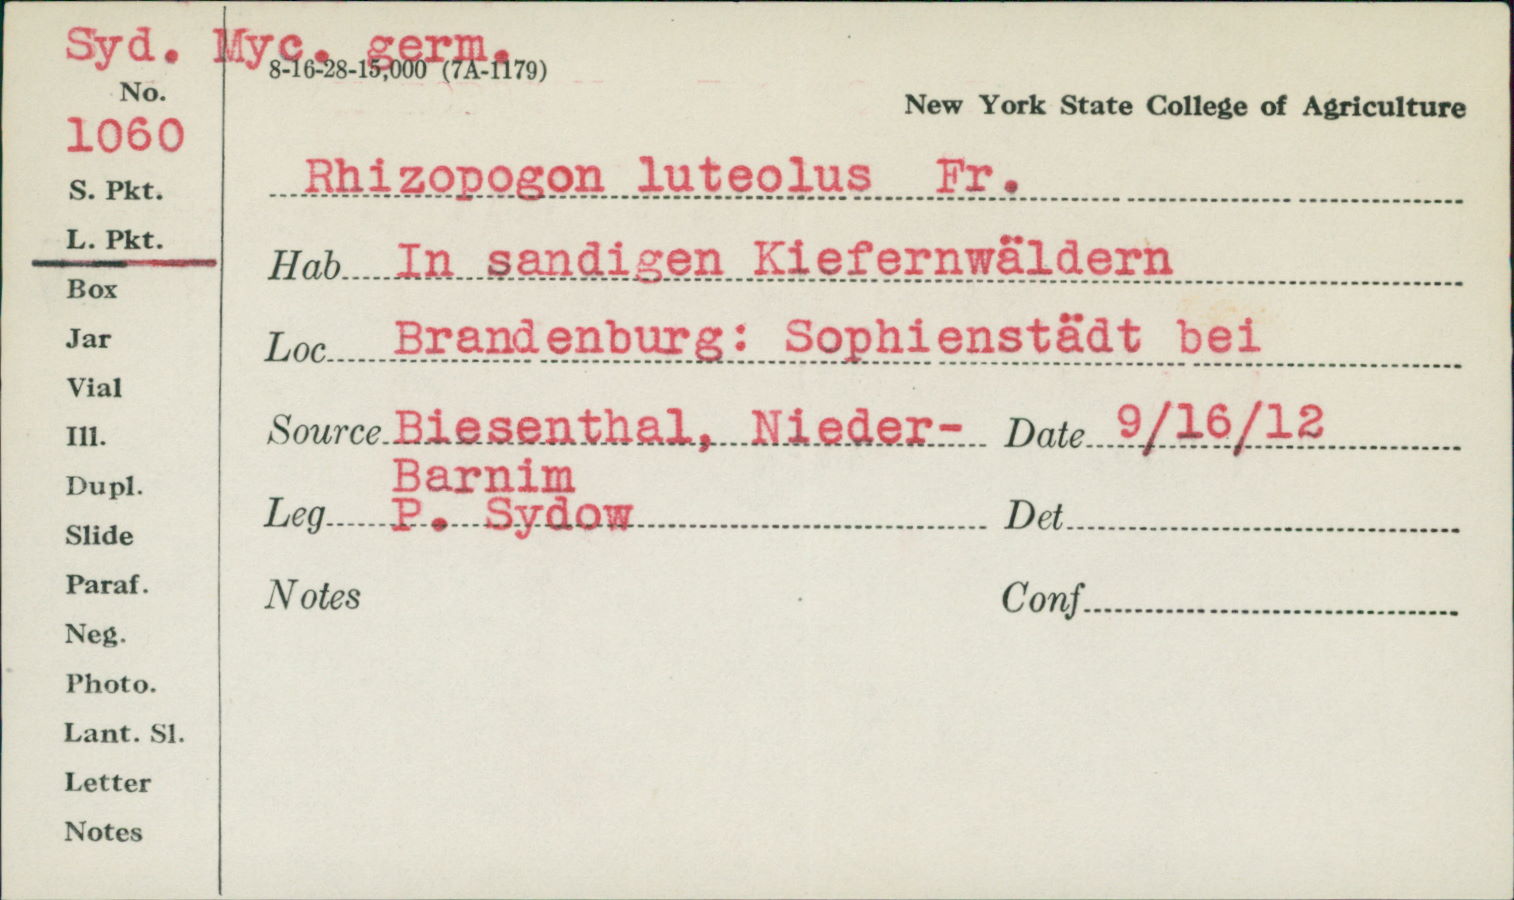 Syd. Myc. germ.
8-16-28-15,000 (7A-1179)
No.
1060
New York State College of Agriculture
Rhizopogon luteolus Fr.
S. Pkt.
L. Pkt.
Hab. In sandigen Kiefernwäldern
Box
Jar
Loc. Brandenburg: Sophienstädt bei
Vial
Ill.
Source Biesenthal, Nieder- Date 9/16/12
Barnim
Dupl.
Leg. P. Sydow Det.
Slide
Paraf.
Notes Conf.
Neg.
Photo.
Lant. Sl.
Letter
Notes